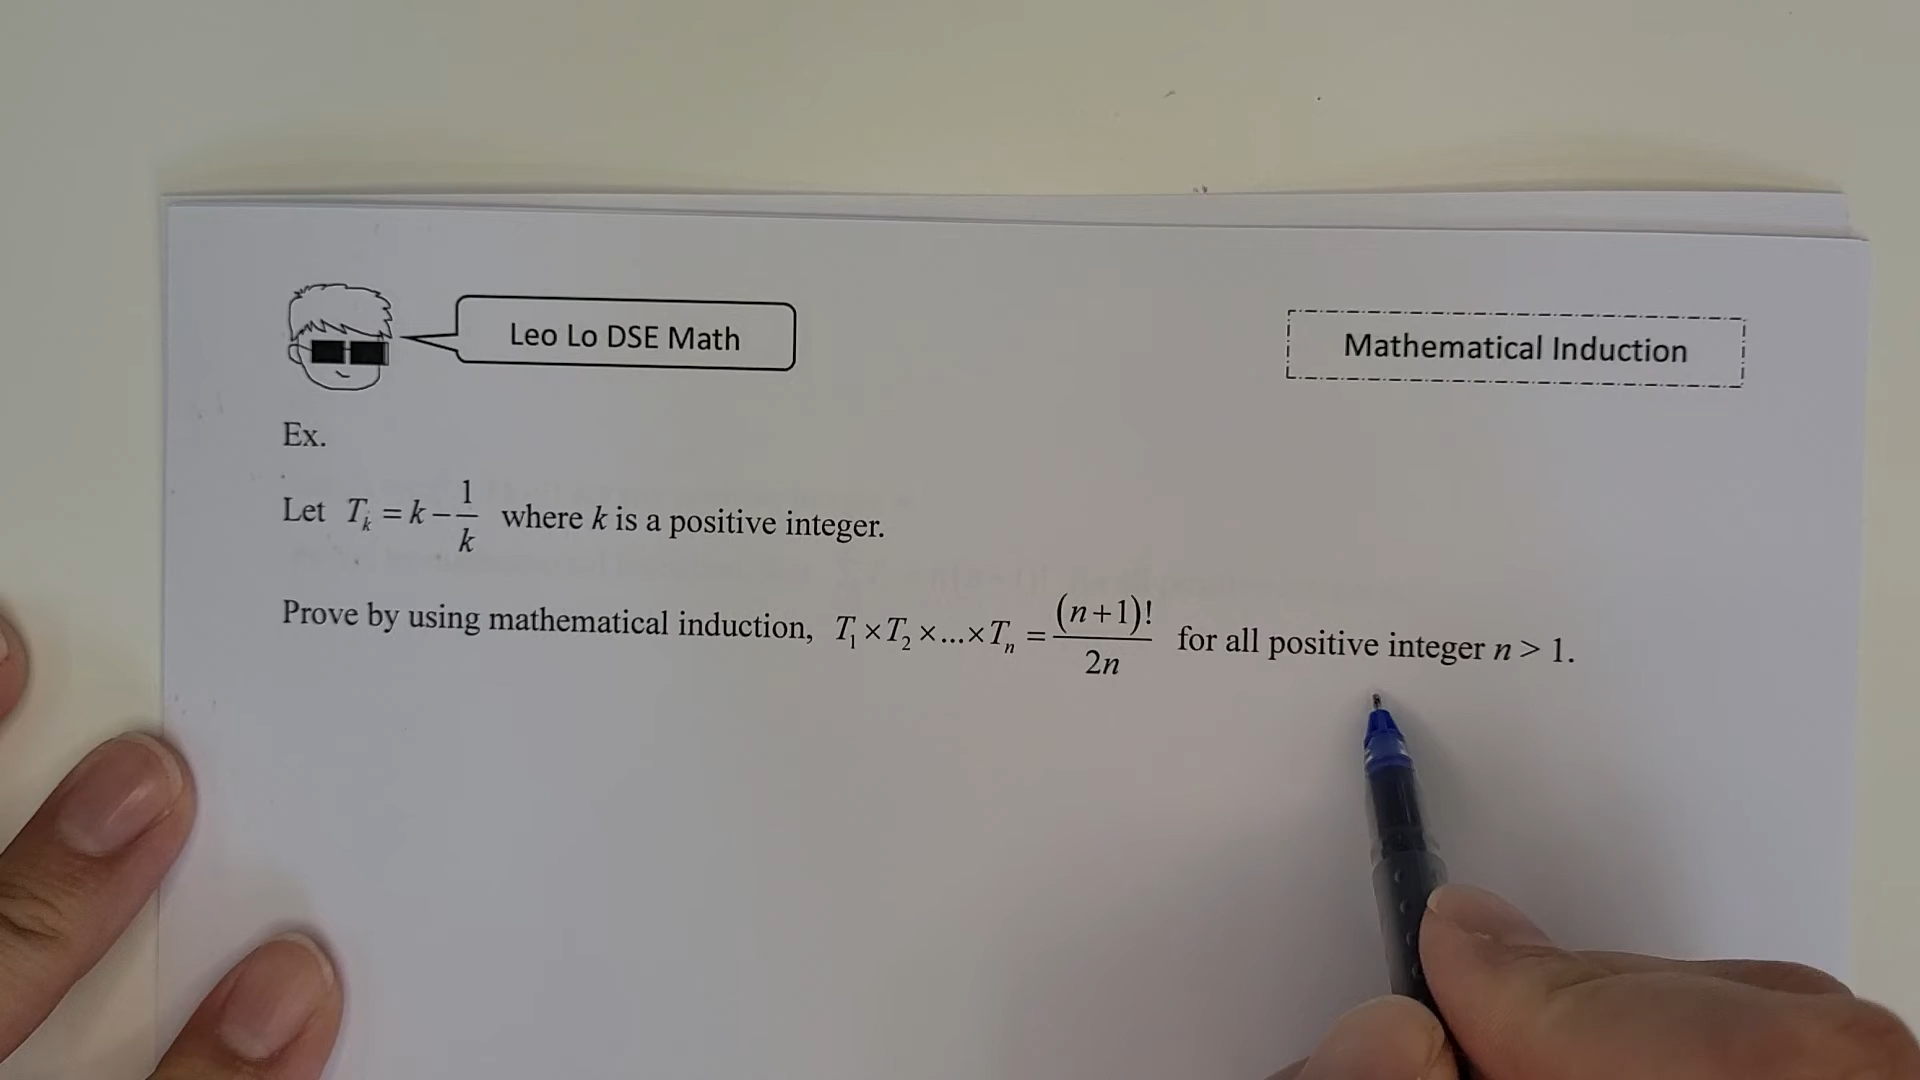 Leo Lo DSE Math
Mathematical Induction
Ex.
Let T_k = k − 1/k where k is a positive integer.
Prove by using mathematical induction, T_1 × T_2 × ... × T_n = (n+1)!/2n for all positive integer n > 1.